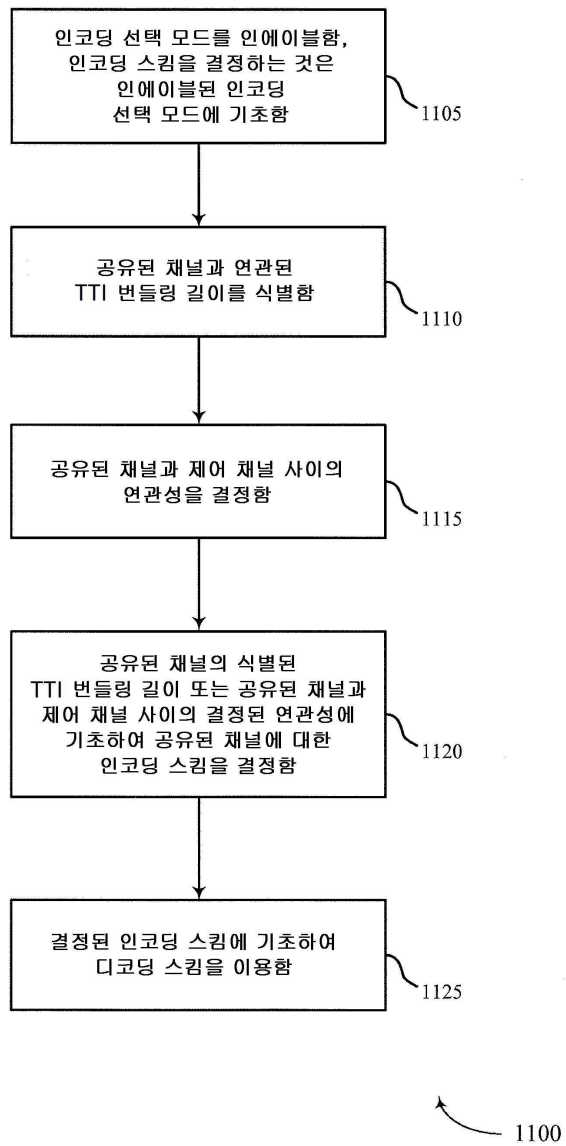 인코딩 선택 모드를 인에이블함,
인코딩 스킴을 결정하는 것은
인에이블된 인코딩
선택 모드에 기초함
1105
공유된 채널과 연관된
TTI 번들링 길이를 식별함
1110
공유된 채널과 제어 채널 사이의
연관성을 결정함
1115
공유된 채널의 식별된
TTI 번들링 길이 또는 공유된 채널과
제어 채널 사이의 결정된 연관성에
기초하여 공유된 채널에 대한
인코딩 스킴을 결정함
1120
결정된 인코딩 스킴에 기초하여
디코딩 스킴을 이용함
1125
1100